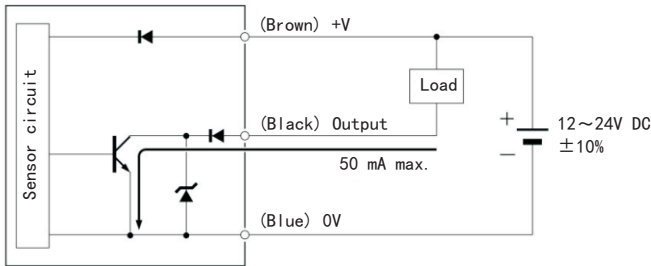 (Brown) +V
Sensor circuit
Load
(Black) Output
+
12～24V DC
±10%
－
50 mA max.
(Blue) 0V